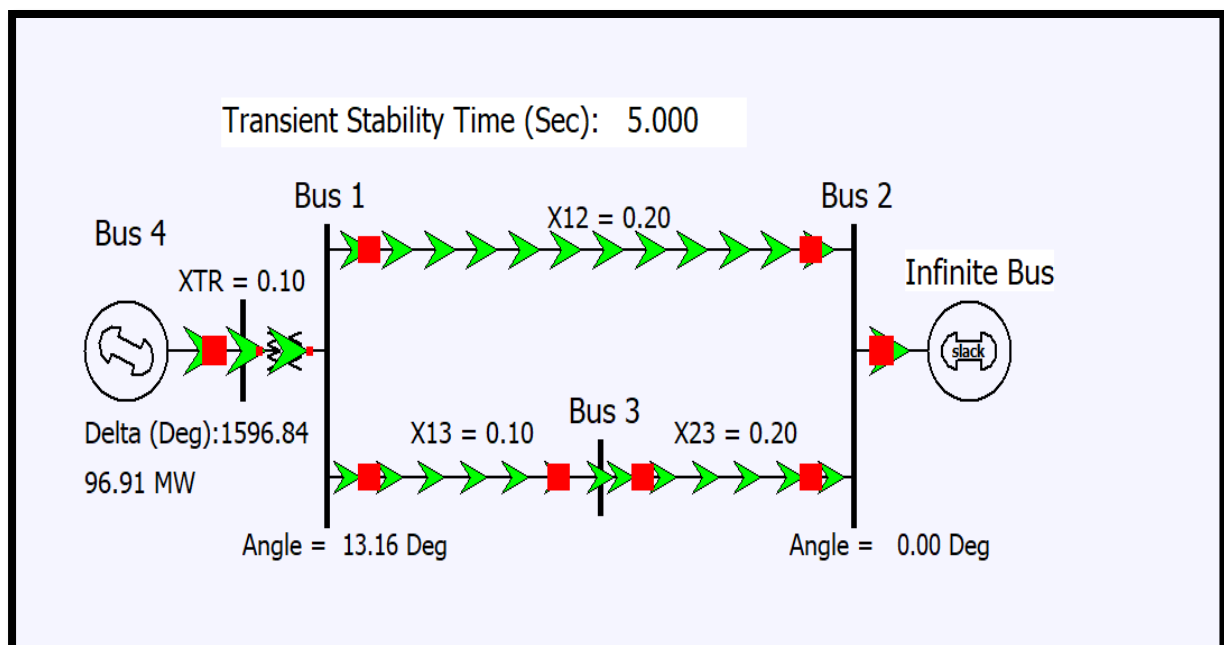 Transient Stability Time (Sec): 5.000
Bus 1
Bus 2
Bus 4
X12 = 0.20
XTR = 0.10
Infinite Bus
slack
Bus 3
Delta (Deg):1596.84
X13 = 0.10
X23 = 0.20
96.91 MW
Angle = 13.16 Deg
Angle = 0.00 Deg